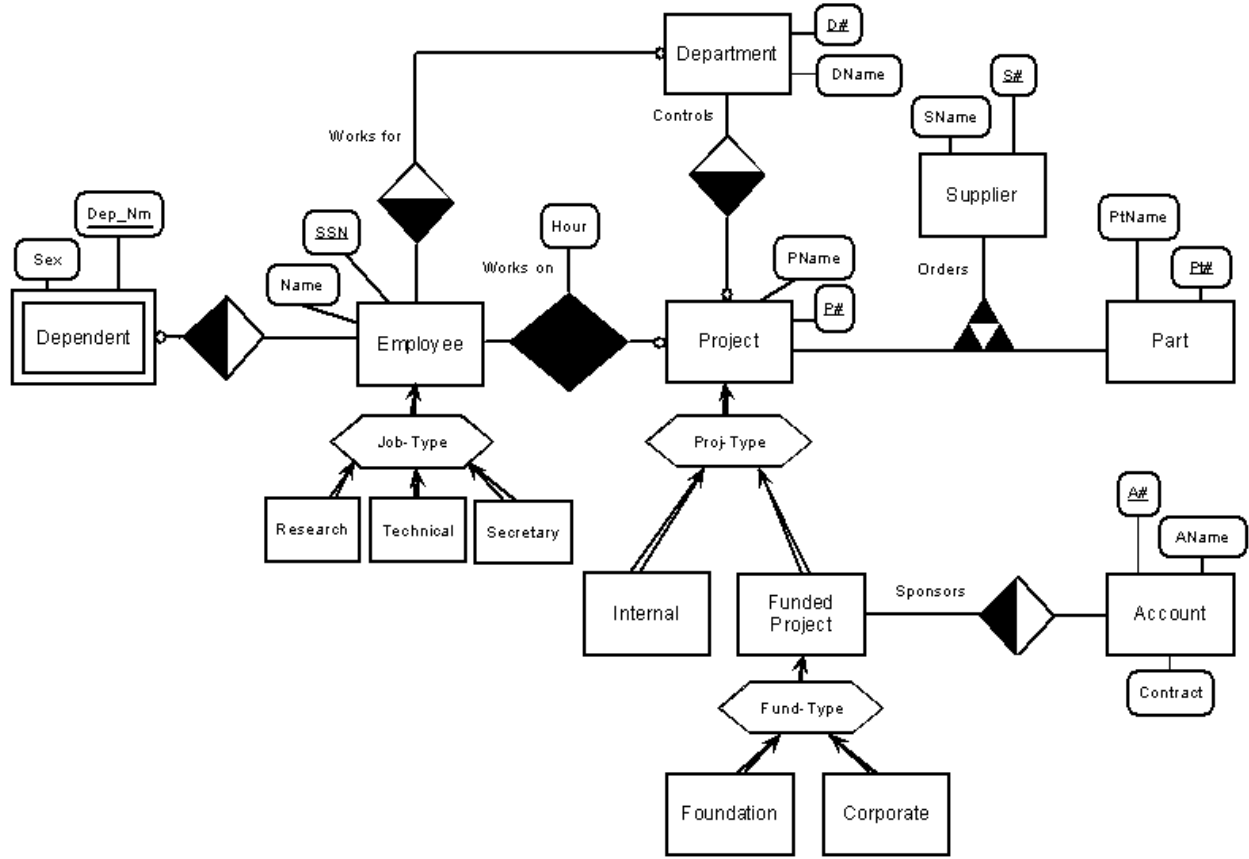 D#
Department
DName
S#
Controls
SName
Works for
Supplier
Dep_Nm
PtName
SSN
Hour
Sex
Works on
PName
Orders
Pt#
Name
P#
Dependent
Employee
Project
Part
Job-Type
Proj-Type
A#
Research
Technical
Secretary
AName
Sponsors
Internal
Funded
Project
Account
Contract
Fund-Type
Foundation
Corporate